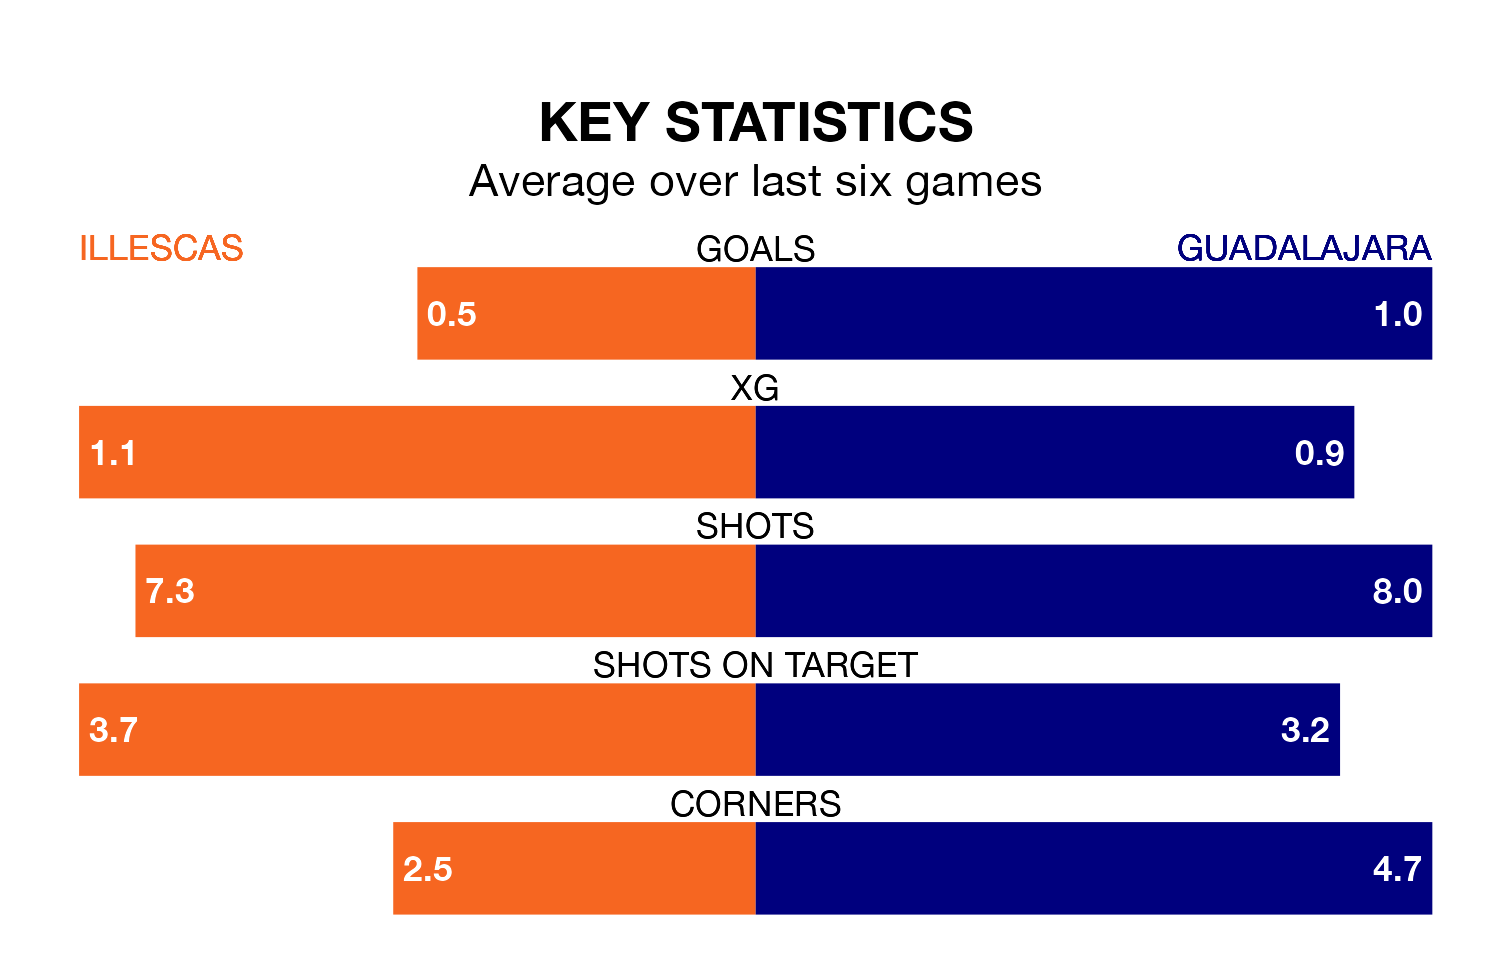 KEY STATISTICS
Average over last six games
ILLESCAS GOALS GUADALAJARA
0.5 1.0
XG
1.1 0.9
SHOTS
7.3 8.0
SHOTS ON TARGET
3.7 3.2
CORNERS
2.5 4.7